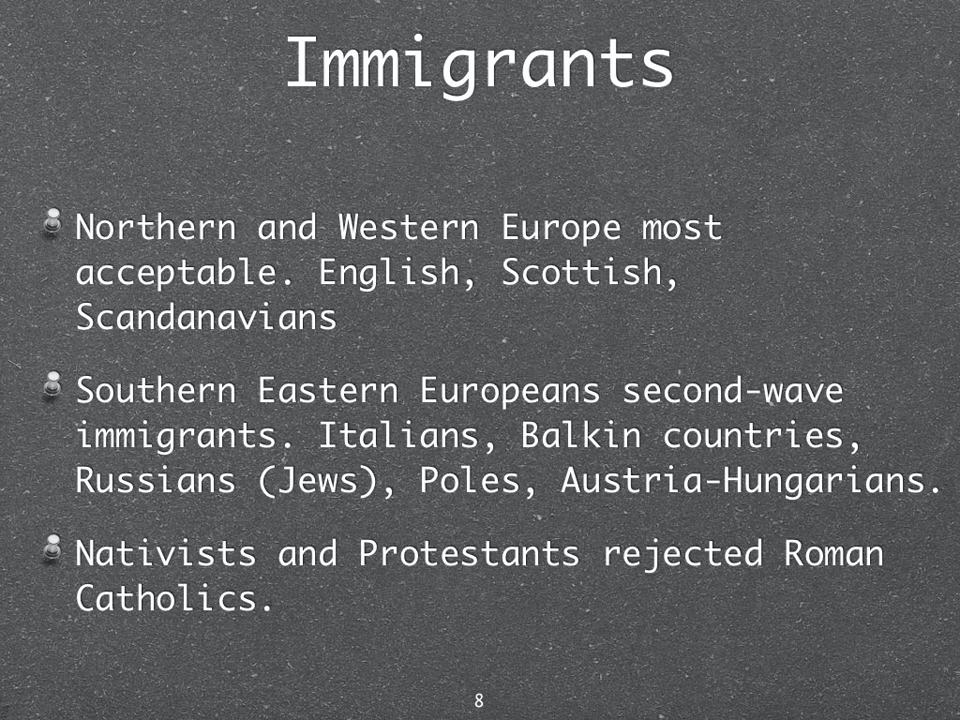 Immigrants
Northern and Western Europe most
acceptable. English, Scottish,
Scandanavians
Southern Eastern Europeans second-wave
immigrants. Italians, Balkin countries,
Russians (Jews), Poles, Austria-Hungarians.
Nativists and Protestants rejected Roman
Catholics.
8